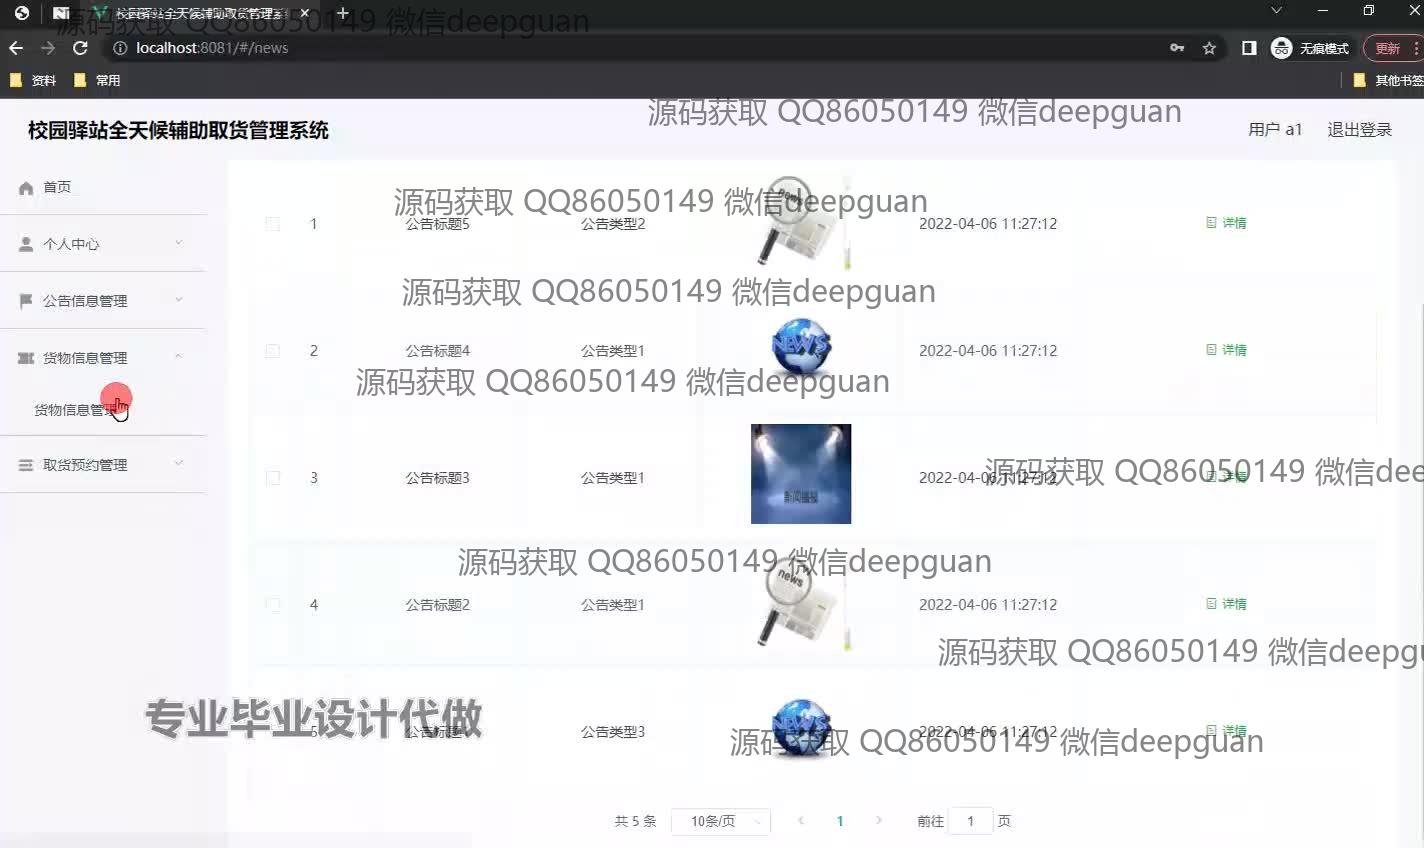 校园驿站全天候辅助取货管理系
源码获取 QQ86050149 微信deepguan
localhost:8081/#/news
无痕模式
更新
资料
常用
其他书签
源码获取 QQ86050149 微信deepguan
校园驿站全天候辅助取货管理系统
用户 a1
退出登录
首页
源码获取 QQ86050149 微信deepguan
1 公告标题5 公告类型2 2022-04-06 11:27:12 详情
个人中心
源码获取 QQ86050149 微信deepguan
公告信息管理
2 公告标题4 公告类型1 NEWS 2022-04-06 11:27:12 详情
货物信息管理
源码获取 QQ86050149 微信deepguan
货物信息管理
取货预约管理
源码获取 QQ86050149 微信dee
3 公告标题3 公告类型1 2022-04-06 11:27:12 详情
新闻播报
源码获取 QQ86050149 微信deepguan
news
4 公告标题2 公告类型1 2022-04-06 11:27:12 详情
源码获取 QQ86050149 微信deepgu
专业毕业设计代做
5 公告标题1 公告类型3 NEWS 2022-04-06 11:27:12 详情
源码获取 QQ86050149 微信deepguan
共 5 条 10条/页 1 前往 1 页